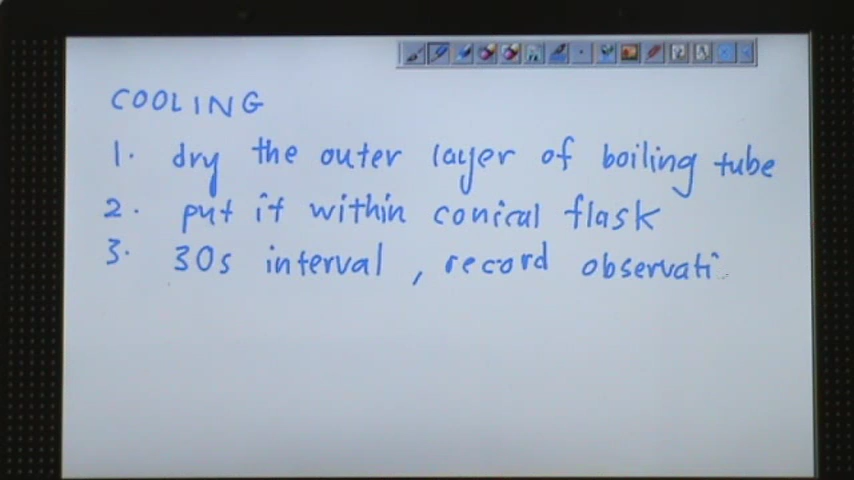 COOLING
1. dry the outer layer of boiling tube
2. put it within conical flask
3. 30s interval, record observati